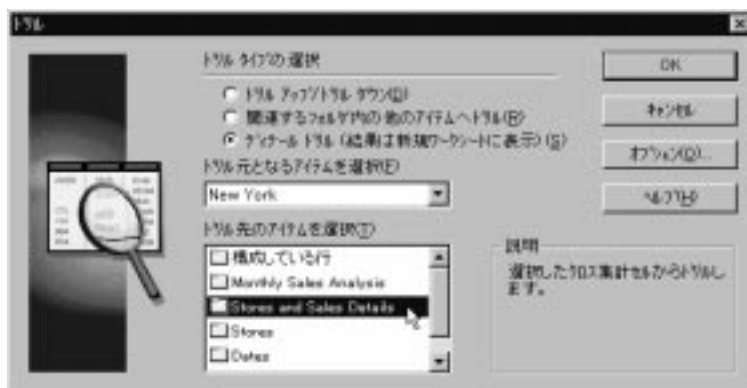 ドリル
ドリル タイプの選択
ドリル アップ/ドリル ダウン(D)
関連するフォルダ内の他のアイテムへドリル(R)
ディテール ドリル (結果は新規ワークシートに表示)(S)
ドリル元となるアイテムを選択(F)
New York
ドリル先のアイテムを選択(T)
構成している行
Monthly Sales Analysis
Stores and Sales Details
Stores
Dates
OK
キャンセル
オプション(O)...
ヘルプ(H)
説明
選択したクロス集計セルからドリルし
ます。